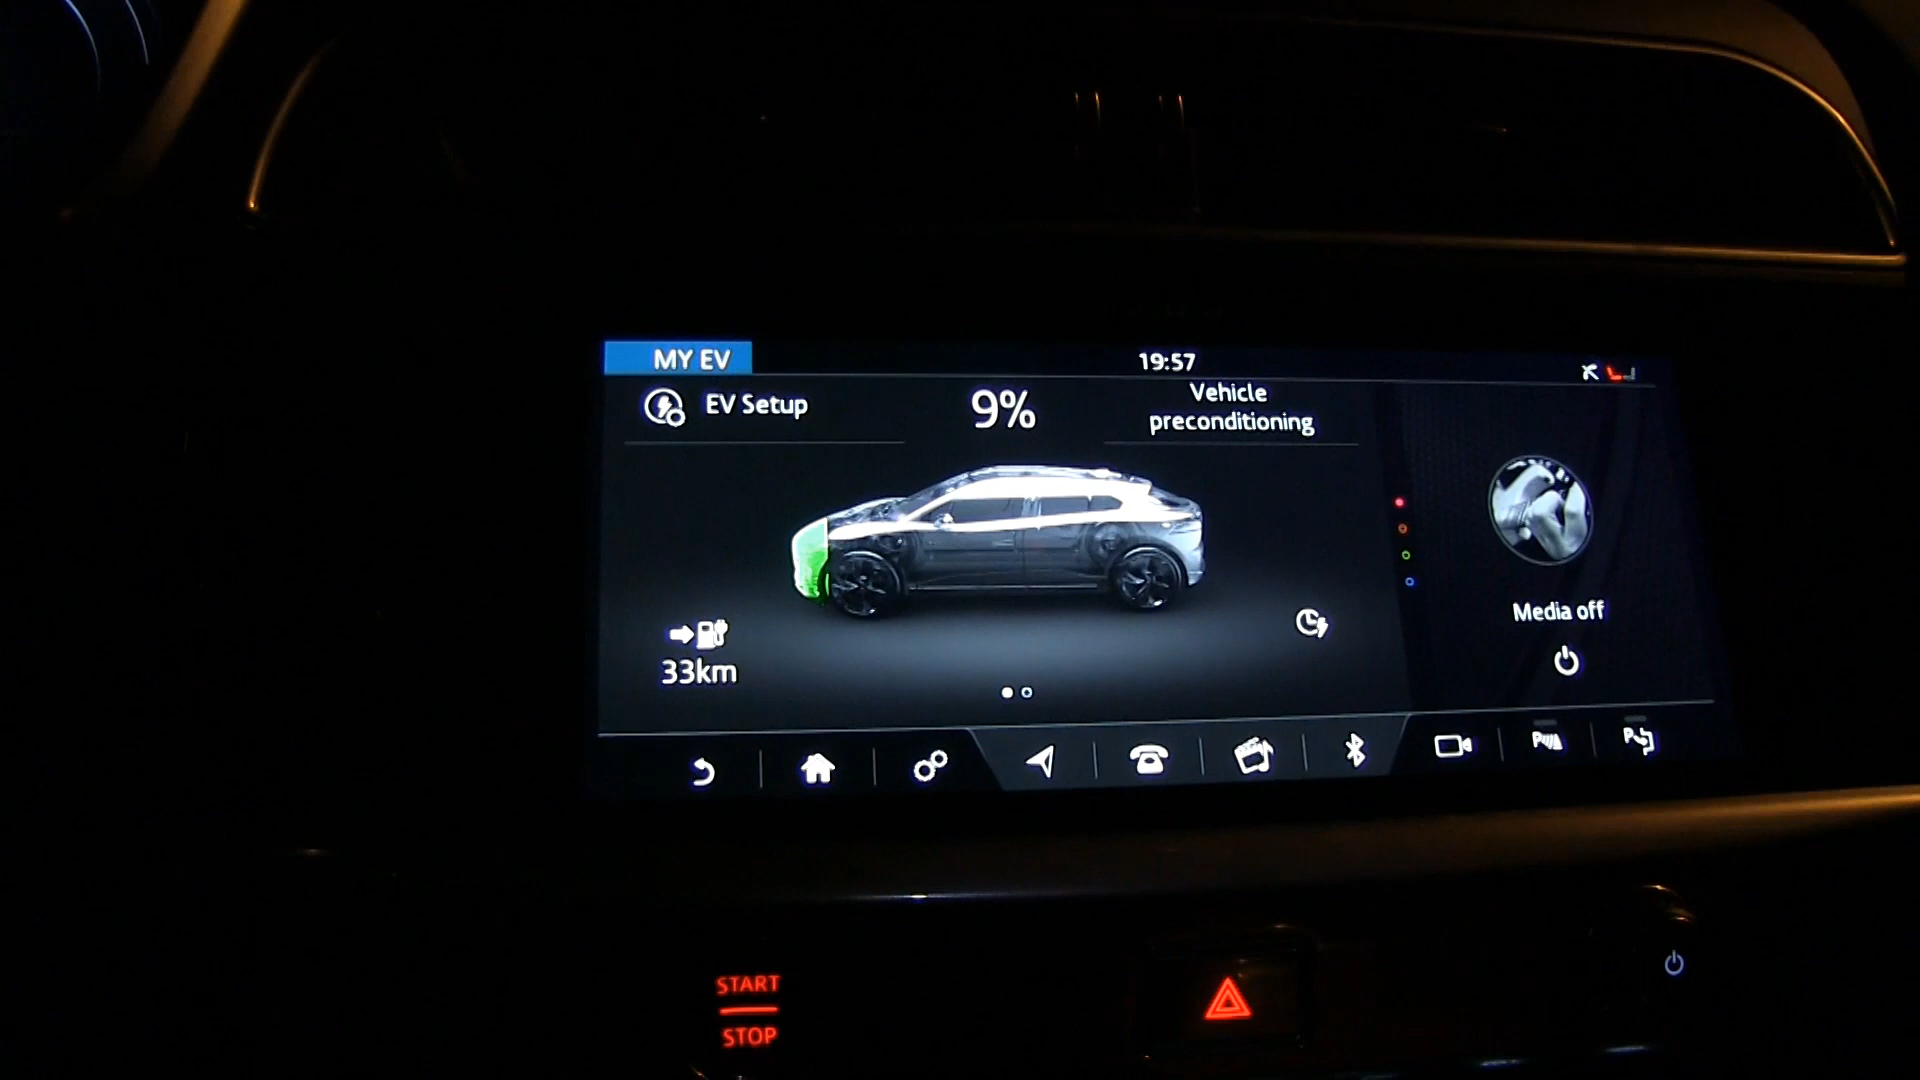 MY EV
19:57
EV Setup
9%
Vehicle
preconditioning
33km
Media off
START
STOP